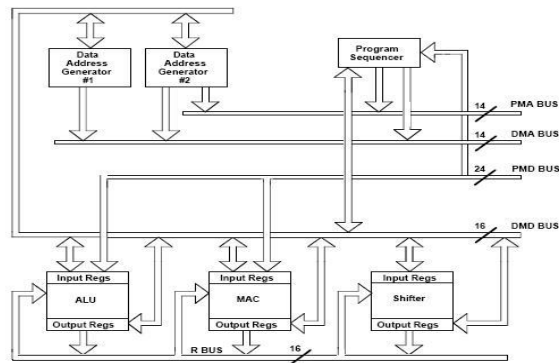 Data
Address
Generator
#1
Data
Address
Generator
#2
Program
Sequencer
14 PMA BUS
14 DMA BUS
24 PMD BUS
16 DMD BUS
Input Regs
ALU
Output Regs
Input Regs
MAC
Output Regs
Input Regs
Shifter
Output Regs
R BUS 16